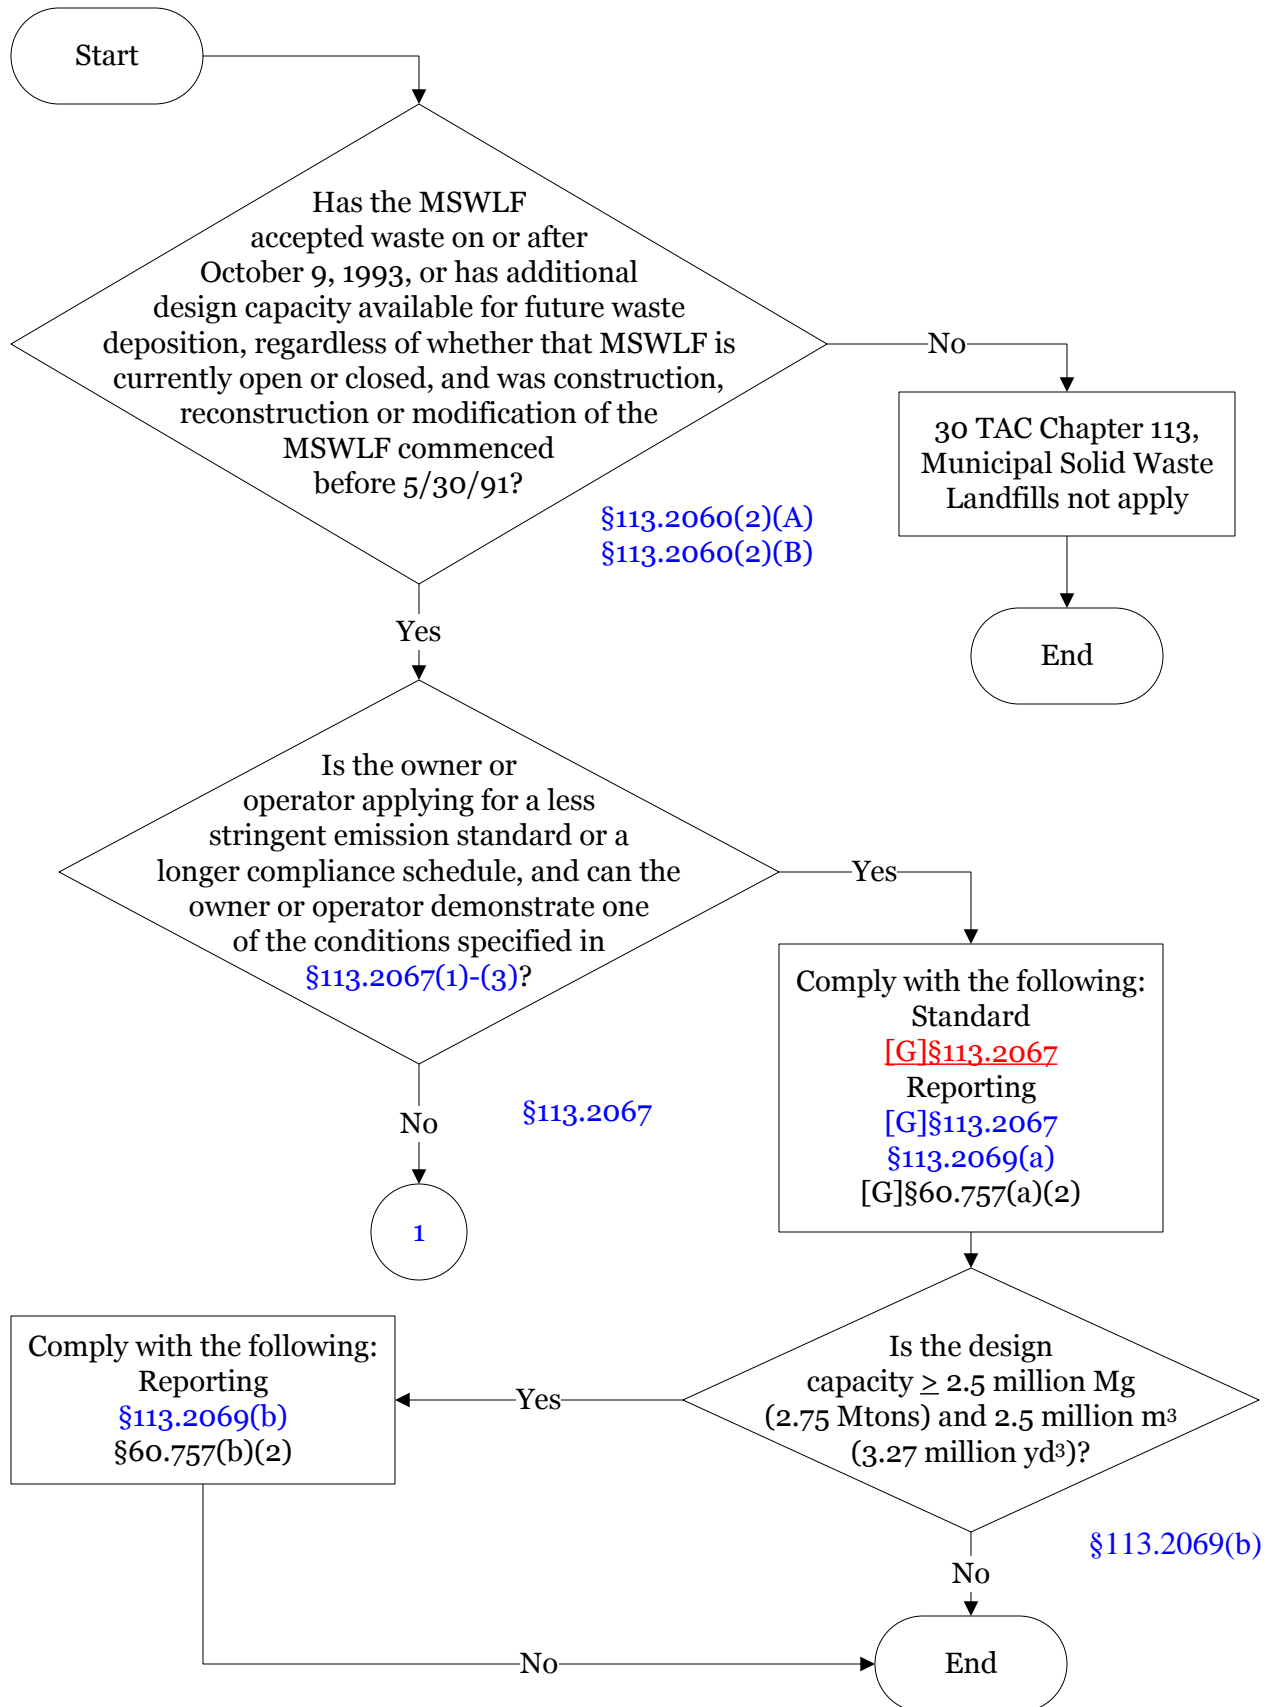 Start
Has the MSWLF
accepted waste on or after
October 9, 1993, or has additional
design capacity available for future waste
deposition, regardless of whether that MSWLF is
currently open or closed, and was construction,
reconstruction or modification of the
MSWLF commenced
before 5/30/91?
No
30 TAC Chapter 113,
Municipal Solid Waste
Landfills not apply
§113.2060(2)(A)
§113.2060(2)(B)
End
Yes
Is the owner or
operator applying for a less
stringent emission standard or a
longer compliance schedule, and can the
owner or operator demonstrate one
of the conditions specified in
§113.2067(1)-(3)?
Yes
Comply with the following:
Standard
[G]§113.2067
Reporting
[G]§113.2067
§113.2069(a)
[G]§60.757(a)(2)
No
§113.2067
1
Is the design
capacity ≥ 2.5 million Mg
(2.75 Mtons) and 2.5 million m³
(3.27 million yd³)?
Yes
Comply with the following:
Reporting
§113.2069(b)
§60.757(b)(2)
§113.2069(b)
No
No
End